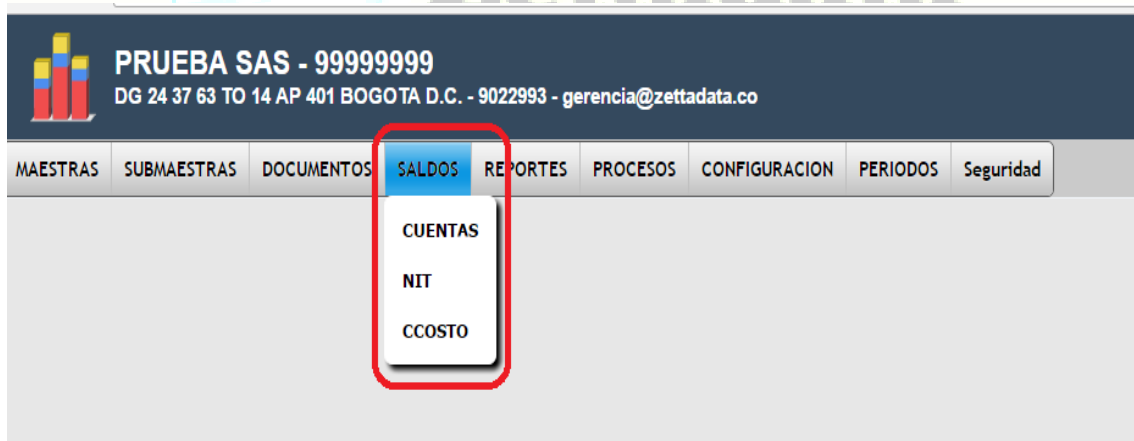 PRUEBA SAS - 99999999
DG 24 37 63 TO 14 AP 401 BOGOTA D.C. - 9022993 - gerencia@zettadata.co
MAESTRAS SUBMAESTRAS DOCUMENTOS SALDOS REPORTES PROCESOS CONFIGURACION PERIODOS Seguridad
CUENTAS
NIT
CCOSTO